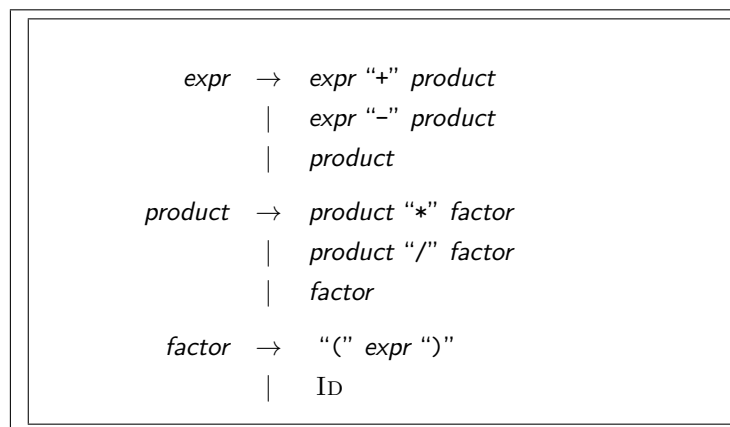 expr → expr “+” product
| expr “-” product
| product
product → product “*” factor
| product “/” factor
| factor
factor → “(” expr “)”
| ID